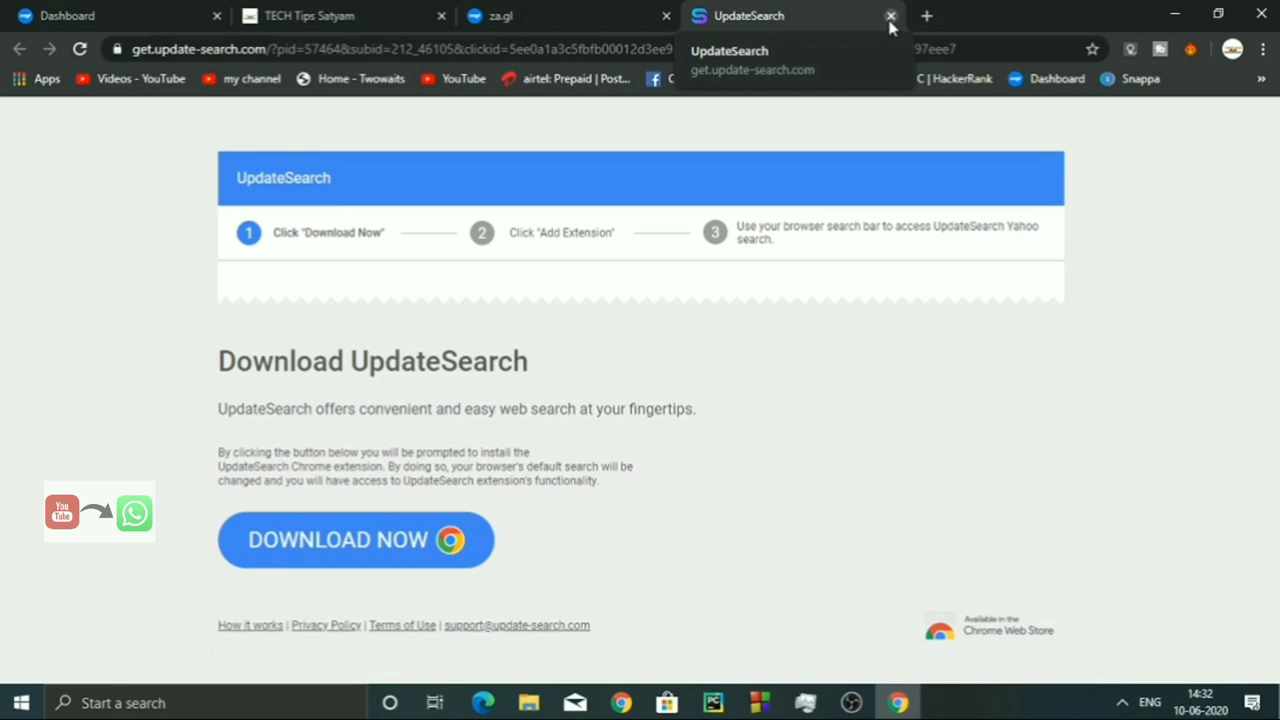 Dashboard
TECH Tips Satyam
za.gl
UpdateSearch
get.update-search.com/?pid=57464&subid=212_46105&clickid=5ee0a1a3c5fbfb00012d3ee9
97eee7
UpdateSearch
get.update-search.com
Apps
Videos - YouTube
my channel
Home - Twowaits
YouTube
airtel: Prepaid | Post...
C | HackerRank
Dashboard
Snappa
»
UpdateSearch
1 Click "Download Now"
2 Click 'Add Extension'
3 Use your browser search bar to access UpdateSearch Yahoo
search.
Download UpdateSearch
UpdateSearch offers convenient and easy web search at your fingertips.
By clicking the button below you will be prompted to install the
UpdateSearch Chrome extension. By doing so, your browser's default search will be
changed and you will have access to UpdateSearch extension's functionality.
You
Tube
DOWNLOAD NOW
How it works | Privacy Policy | Terms of Use | support@update-search.com
Available in the
Chrome Web Store
Start a search
ENG
14:32
10-06-2020